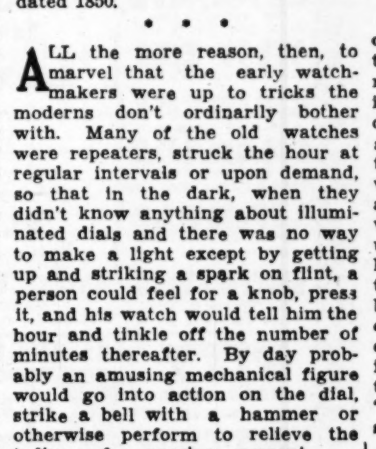 dated 1850.
• • •
ALL the more reason, then, to
marvel that the early watch-
makers were up to tricks the
moderns don't ordinarily bother
with. Many of the old watches
were repeaters, struck the hour at
regular intervals or upon demand,
so that in the dark, when they
didn't know anything about illumi-
nated dials and there was no way
to make a light except by getting
up and striking a spark on flint, a
person could feel for a knob, press
it, and his watch would tell him the
hour and tinkle off the number of
minutes thereafter. By day prob-
ably an amusing mechanical figure
would go into action on the dial,
strike a bell with a hammer or
otherwise perform to relieve the